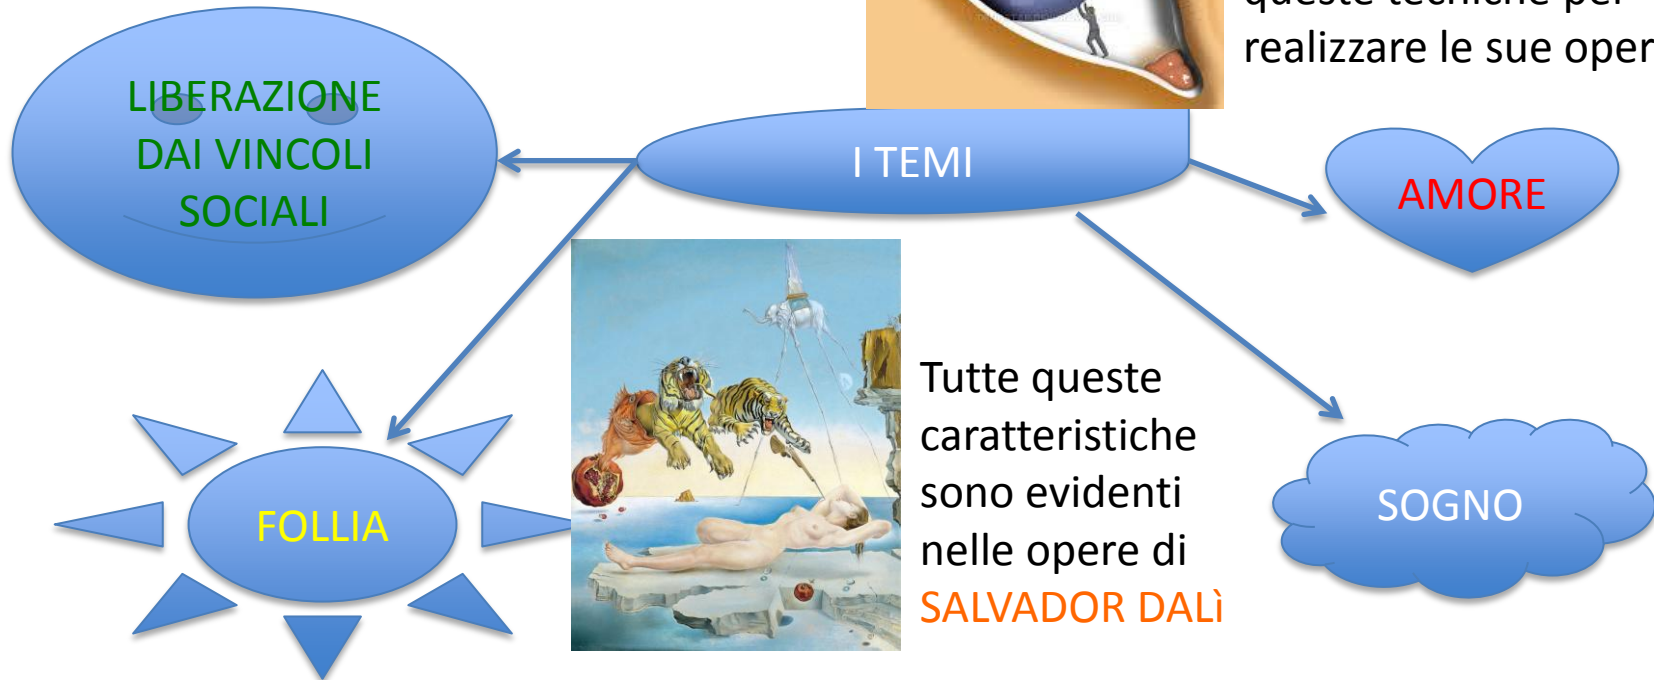 realizzare le sue oper
LIBERAZIONE
DAI VINCOLI
SOCIALI
I TEMI
AMORE
Tutte queste
caratteristiche
sono evidenti
nelle opere di
SALVADOR DALì
FOLLIA
SOGNO